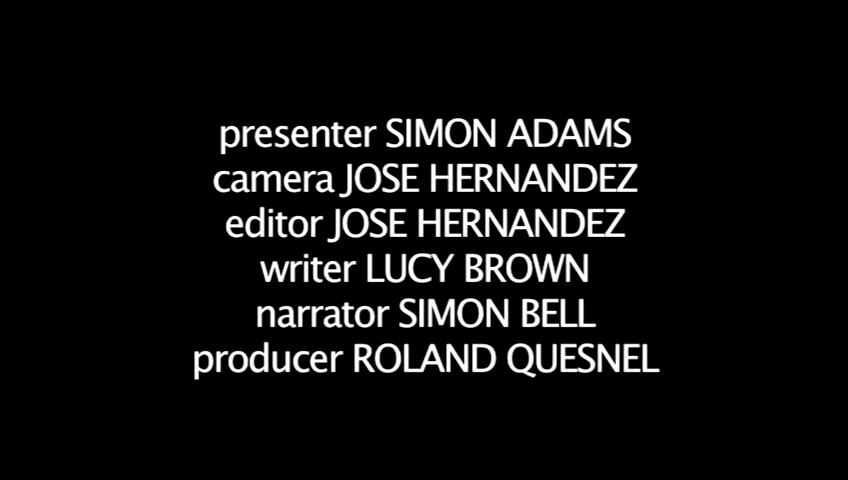 presenter SIMON ADAMS
camera JOSE HERNANDEZ
editor JOSE HERNANDEZ
writer LUCY BROWN
narrator SIMON BELL
producer ROLAND QUESNEL